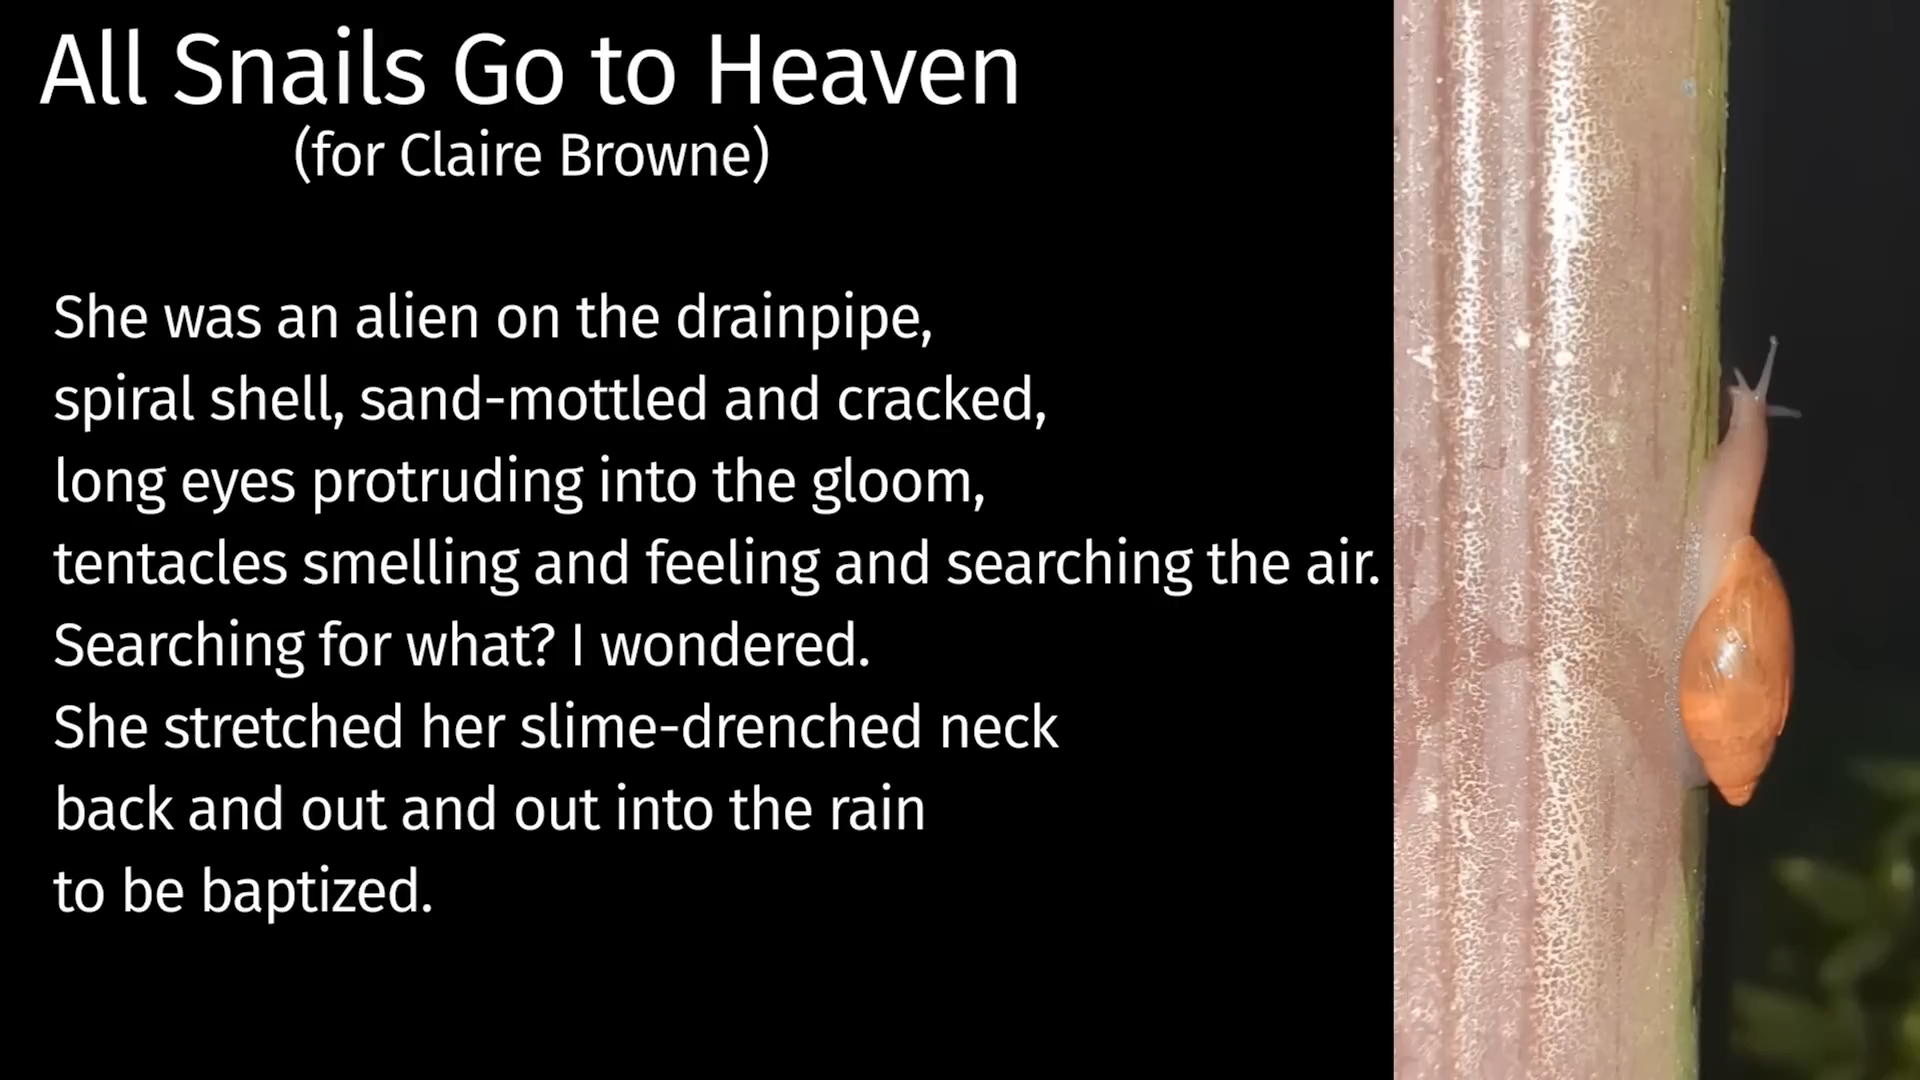 All Snails Go to Heaven
(for Claire Browne)
She was an alien on the drainpipe,
spiral shell, sand-mottled and cracked,
long eyes protruding into the gloom,
tentacles smelling and feeling and searching the air.
Searching for what? I wondered.
She stretched her slime-drenched neck
back and out and out into the rain
to be baptized.